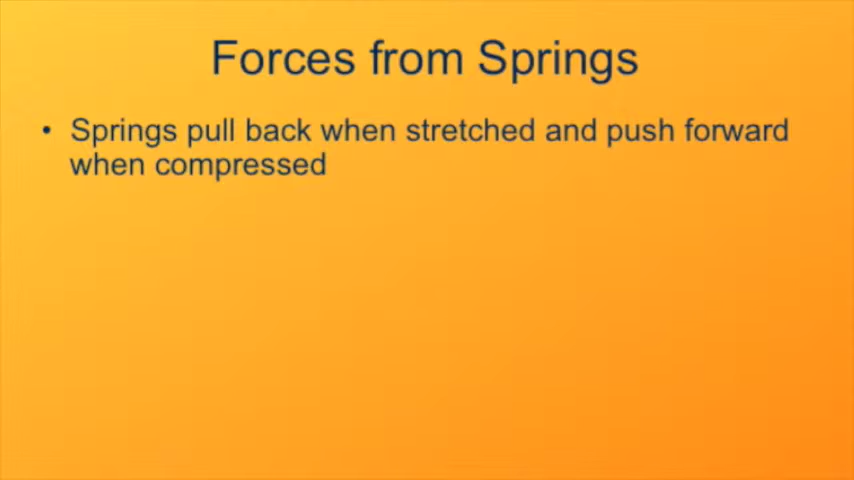 Forces from Springs
• Springs pull back when stretched and push forward
when compressed